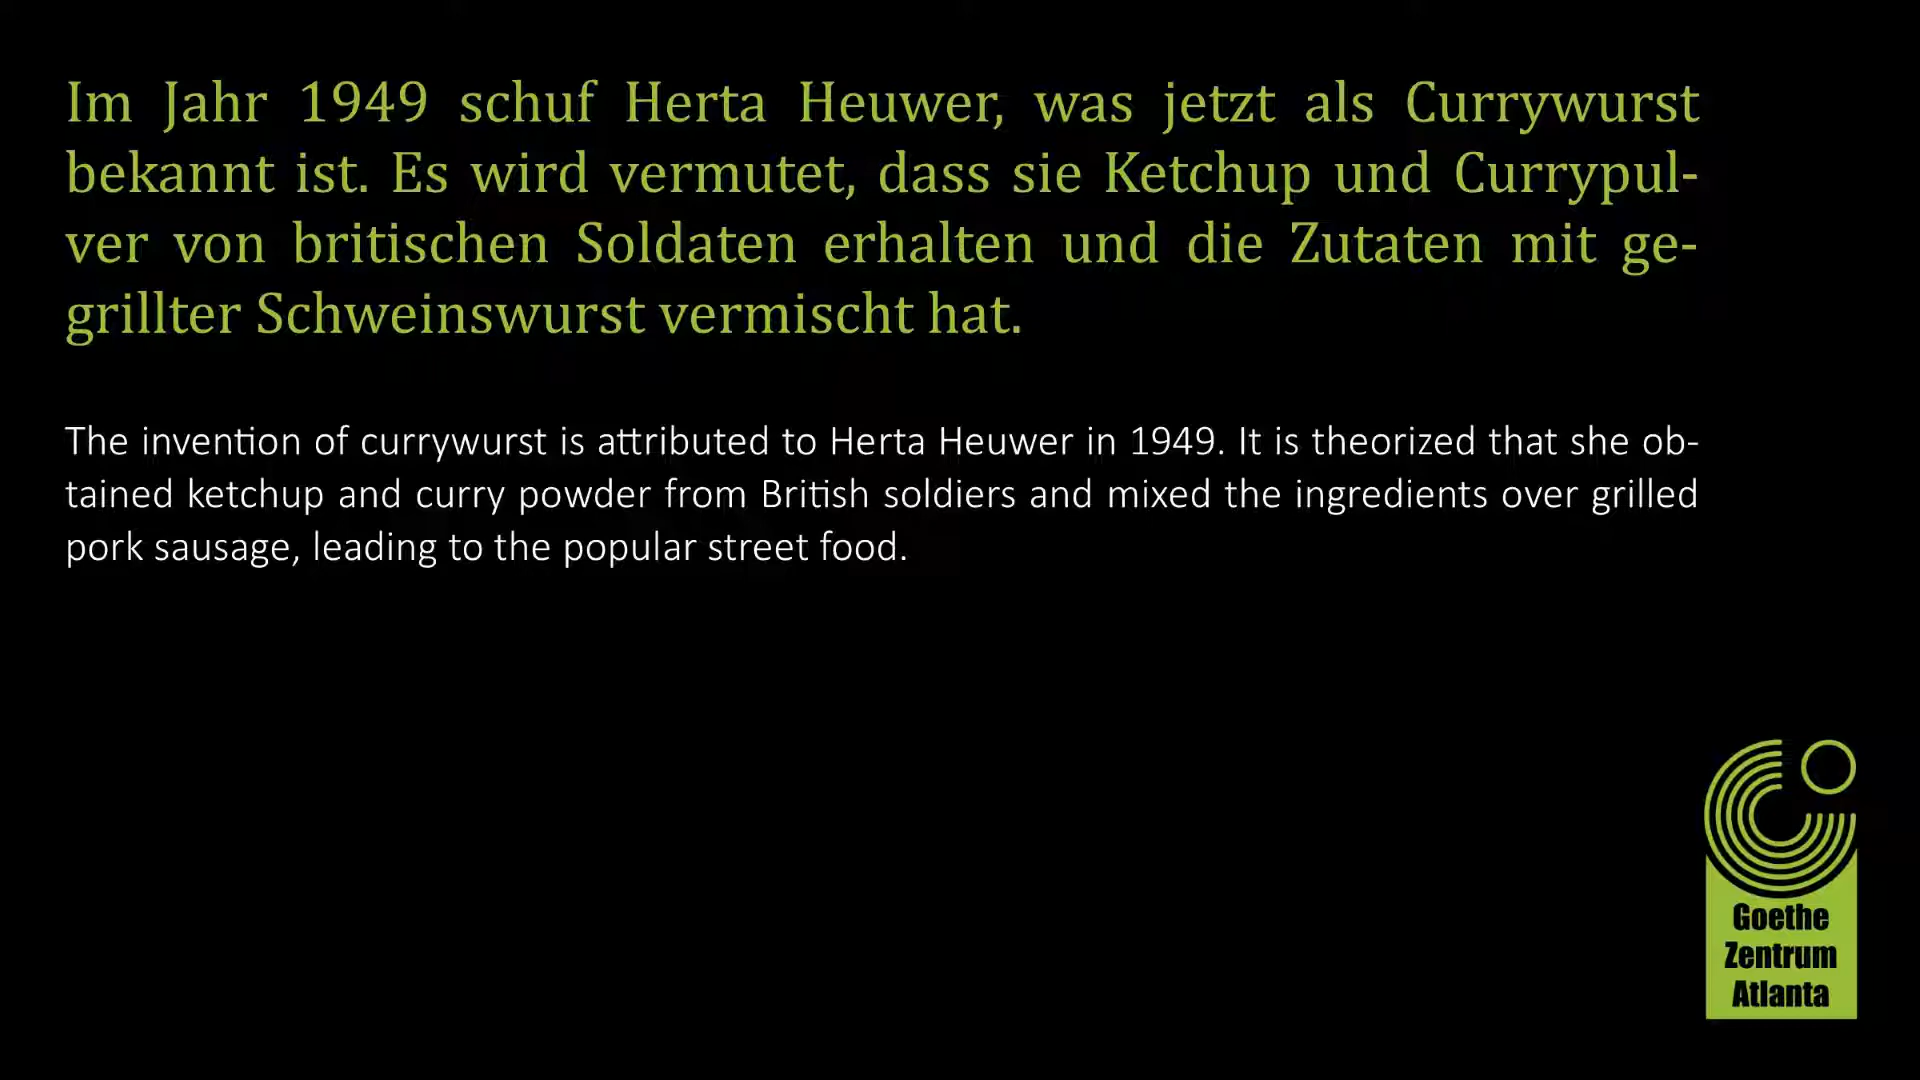 Im Jahr 1949 schuf Herta Heuwer, was jetzt als Currywurst
bekannt ist. Es wird vermutet, dass sie Ketchup und Currypul-
ver von britischen Soldaten erhalten und die Zutaten mit ge-
grillter Schweinswurst vermischt hat.
The invention of currywurst is attributed to Herta Heuwer in 1949. It is theorized that she ob-
tained ketchup and curry powder from British soldiers and mixed the ingredients over grilled
pork sausage, leading to the popular street food.
Goethe
Zentrum
Atlanta